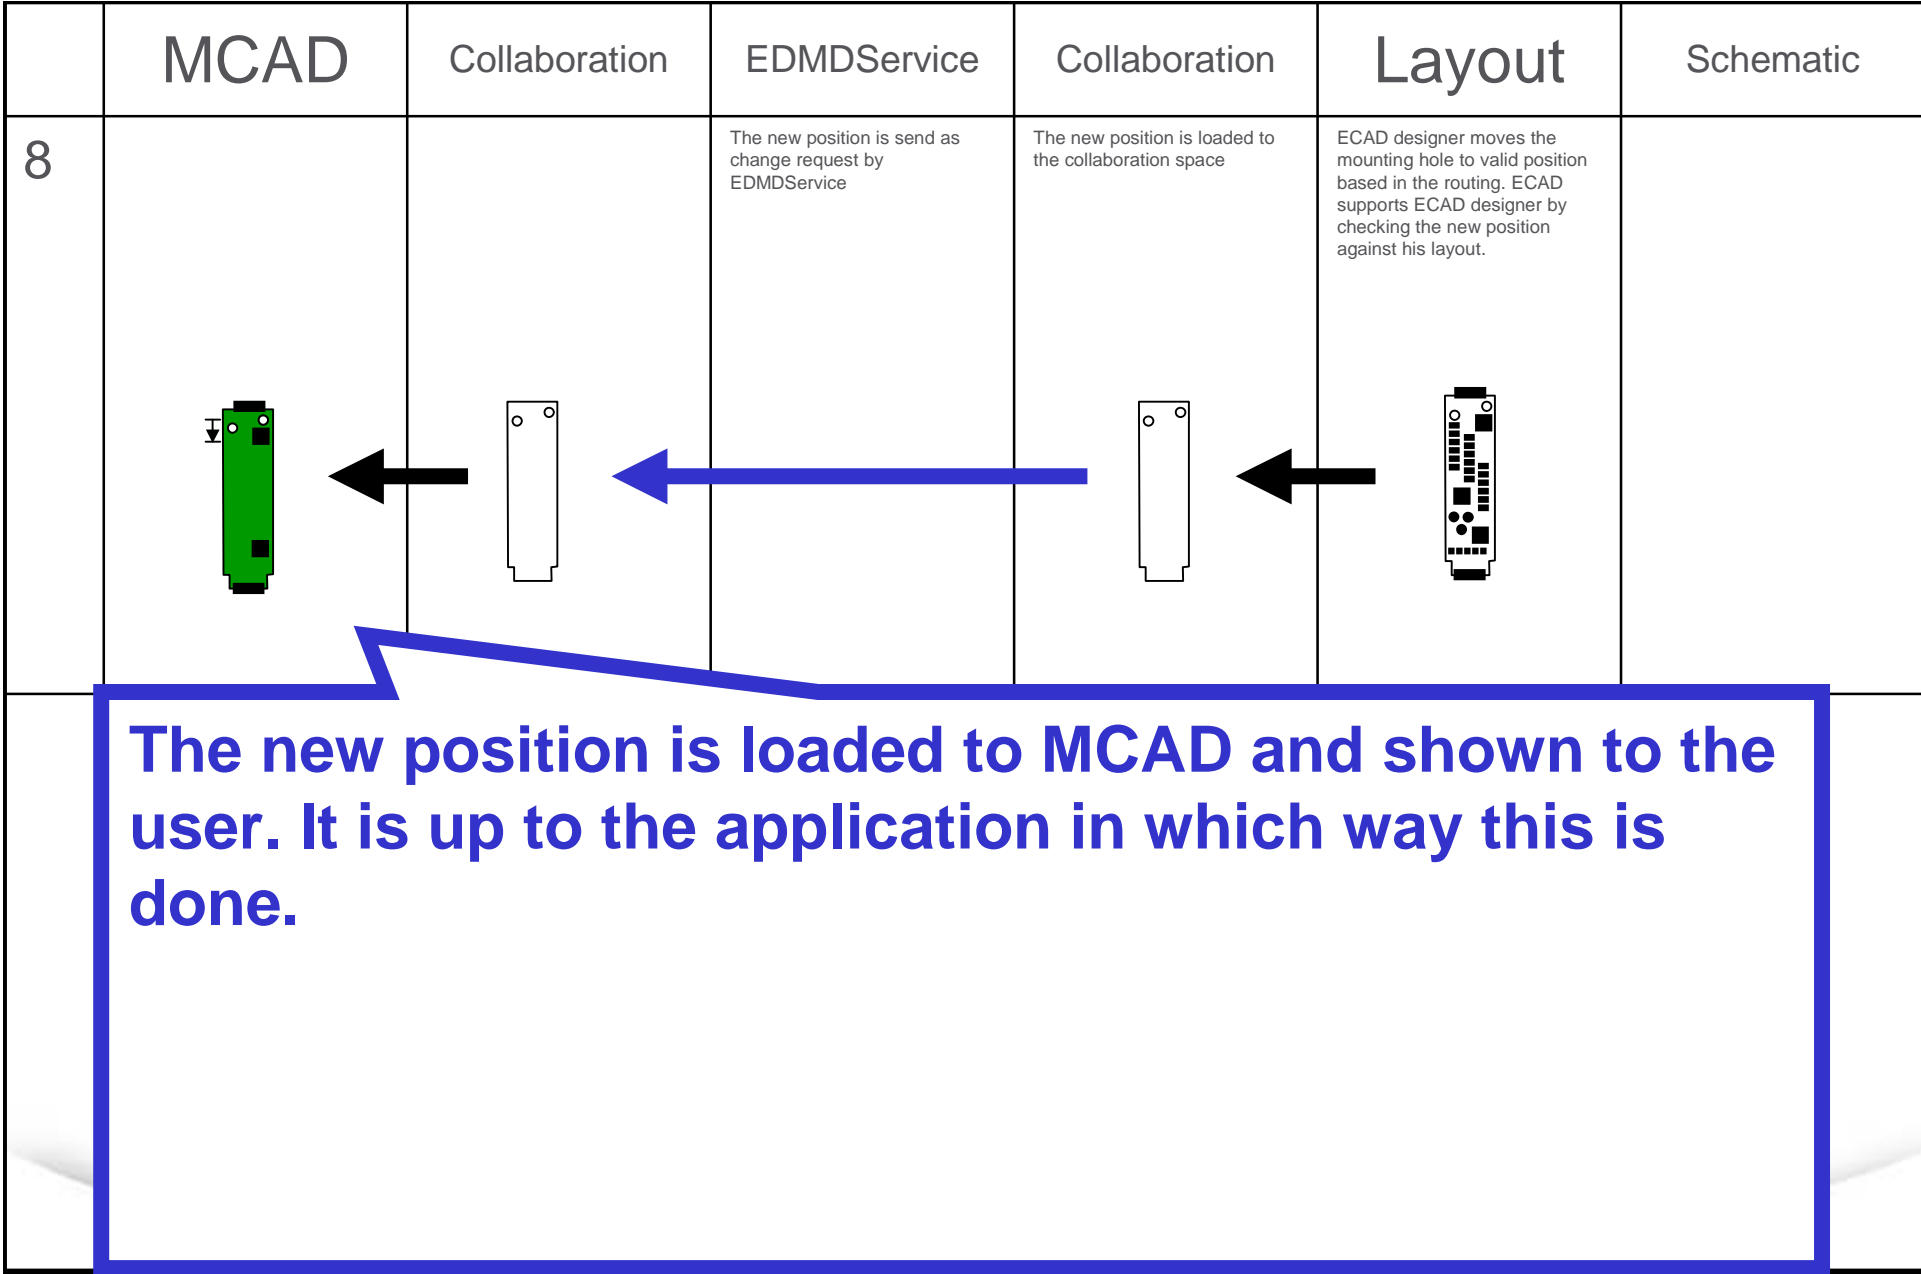 MCAD
Collaboration
EDMDService
Collaboration
Layout
Schematic
8
The new position is send as
change request by
EDMDService
The new position is loaded to
the collaboration space
ECAD designer moves the
mounting hole to valid position
based in the routing. ECAD
supports ECAD designer by
checking the new position
against his layout.
The new position is loaded to MCAD and shown to the
user. It is up to the application in which way this is
done.